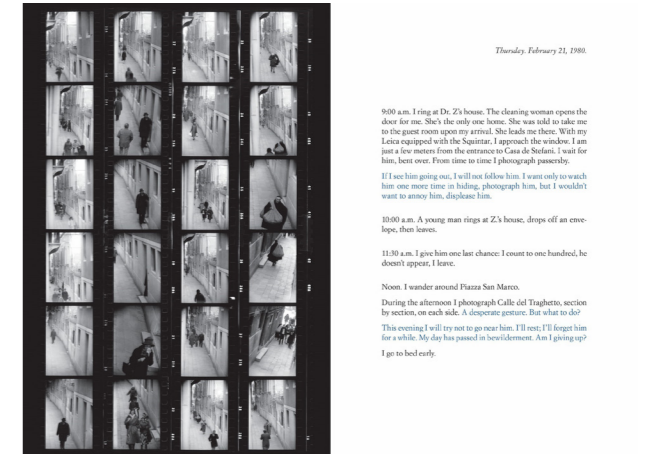 Thursday. February 21, 1980.
9:00 a.m. I ring at Dr. Z's house. The cleaning woman opens the
door for me. She's the only one home. She was told to take me
to the guest room upon my arrival. She leads me there. With my
Leica equipped with the Squintar, I approach the window. I am
just a few meters from the entrance to Casa de Stefani. I wait for
him, bent over. From time to time I photograph passersby.
If I see him going out, I will not follow him. I want only to watch
him one more time in hiding, photograph him, but I wouldn't
want to annoy him, displease him.
10:00 a.m. A young man rings at Z.'s house, drops off an enve-
lope, then leaves.
11:30 a.m. I give him one last chance: I count to one hundred, he
doesn't appear, I leave.
Noon. I wander around Piazza San Marco.
During the afternoon I photograph Calle del Traghetto, section
by section, on each side. A desperate gesture. But what to do?
This evening I will try not to go near him. I'll rest; I'll forget him
for a while. My day has passed in bewilderment. Am I giving up?
I go to bed early.